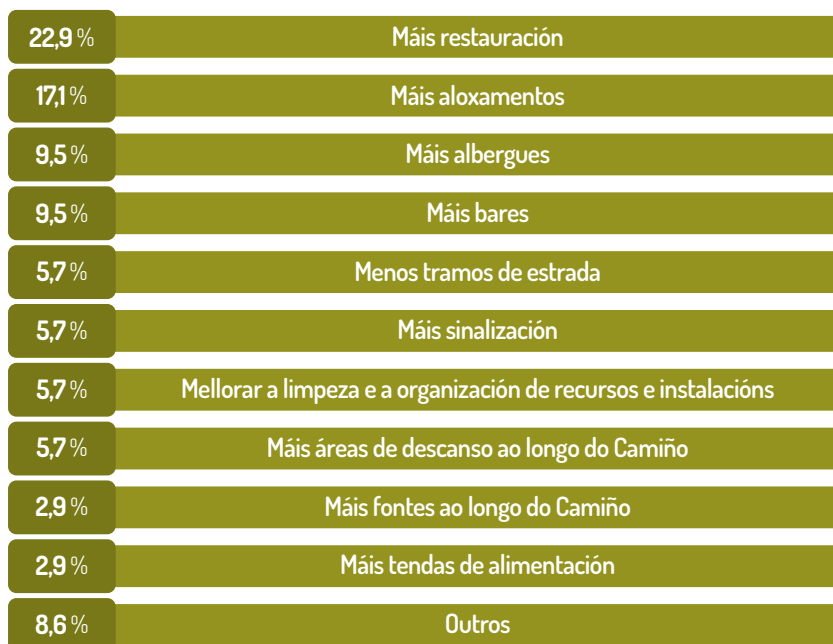 22,9 % Máis restauración
17,1 % Máis aloxamentos
9,5 % Máis albergues
9,5 % Máis bares
5,7 % Menos tramos de estrada
5,7 % Máis sinalización
5,7 % Mellorar a limpeza e a organización de recursos e instalacións
5,7 % Máis áreas de descanso ao longo do Camiño
2,9 % Máis fontes ao longo do Camiño
2,9 % Máis tendas de alimentación
8,6 % Outros